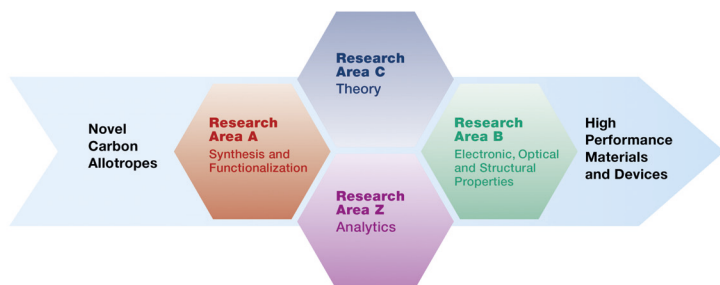 Novel
Carbon
Allotropes
Research
Area A
Synthesis and
Functionalization
Research
Area C
Theory
Research
Area Z
Analytics
Research
Area B
Electronic, Optical
and Structural
Properties
High
Performance
Materials
and Devices